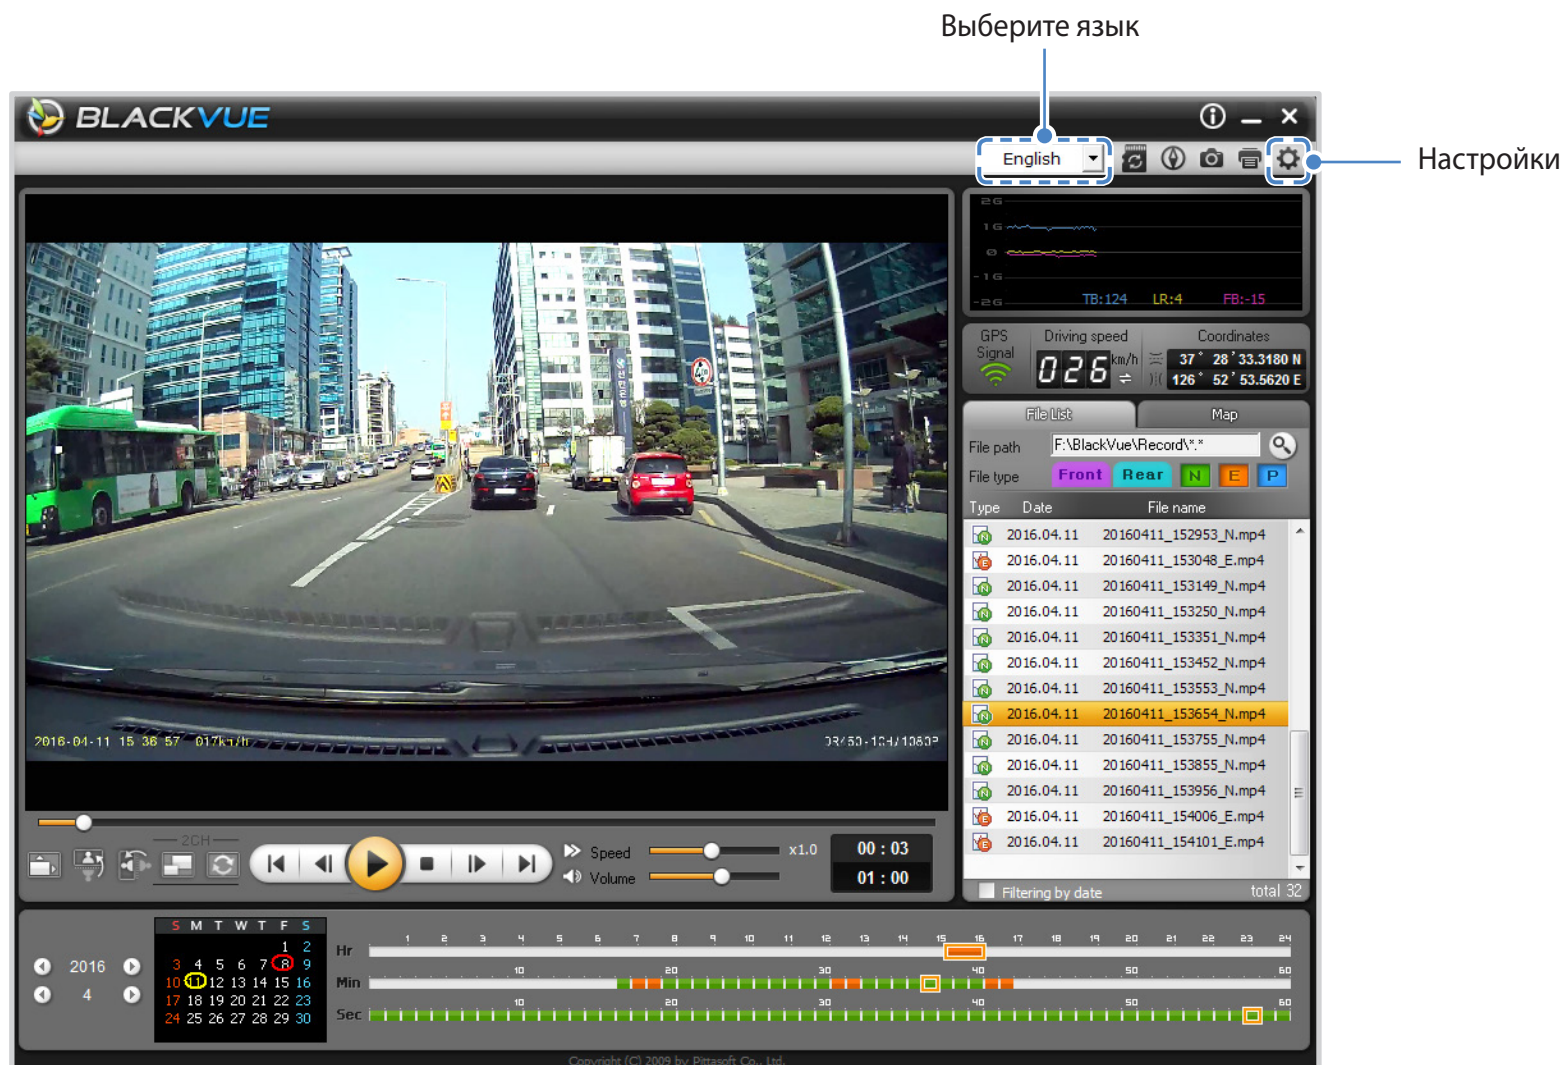 Выберите язык
BLACKVUE
English
Настройки
2G
1G
0
-1G
-2G
TB:124 LR:4 FB:-15
GPS Signal
Driving speed
Coordinates
026 km/h
37° 28' 33.3180 N
126° 52' 53.5620 E
File List
Map
File path F:\BlackVue\Record\*.*
File type Front Rear N E P
Type Date File name
2016.04.11 20160411_152953_N.mp4
2016.04.11 20160411_153048_E.mp4
2016.04.11 20160411_153149_N.mp4
2016.04.11 20160411_153250_N.mp4
2016.04.11 20160411_153351_N.mp4
2016.04.11 20160411_153452_N.mp4
2016.04.11 20160411_153553_N.mp4
2016.04.11 20160411_153654_N.mp4
2016.04.11 20160411_153755_N.mp4
2016.04.11 20160411_153855_N.mp4
2016.04.11 20160411_153956_N.mp4
2016.04.11 20160411_154006_E.mp4
2016.04.11 20160411_154101_E.mp4
Filtering by date
total 32
2016-04-11 15 36 57 017km/h
2CH
Speed x1.0
Volume
00 : 03
01 : 00
2016
4
S M T W T F S
1 2
3 4 5 6 7 8 9
10 11 12 13 14 15 16
17 18 19 20 21 22 23
24 25 26 27 28 29 30
1 2 3 4 5 6 7 8 9 10 11 12 13 14 15 16 17 18 19 20 21 22 23 24
Hr
10 20 30 40 50 60
Min
10 20 30 40 50 60
Sec
Copyright (C) 2009 by Pittasoft Co., Ltd.